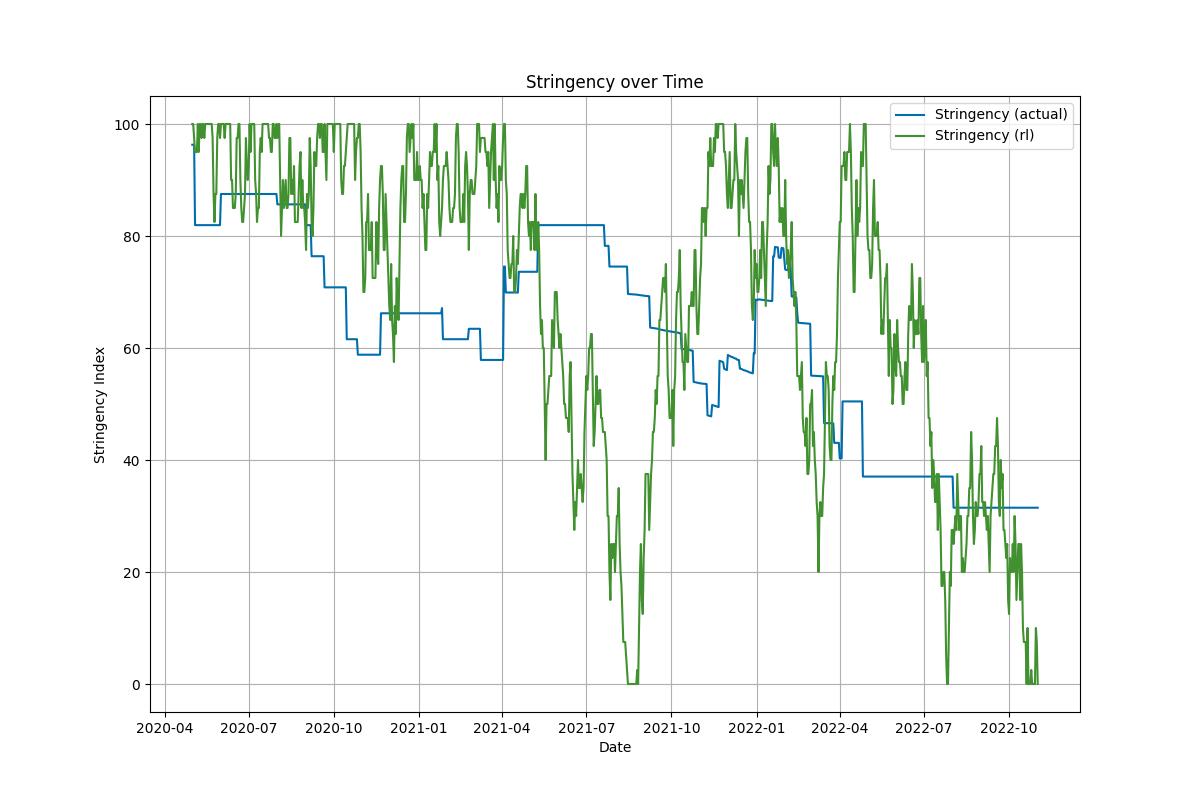 Stringency over Time
Stringency (actual)
Stringency (rl)
100
80
60
40
20
0
Stringency Index
2020-04 2020-07 2020-10 2021-01 2021-04 2021-07 2021-10 2022-01 2022-04 2022-07 2022-10
Date